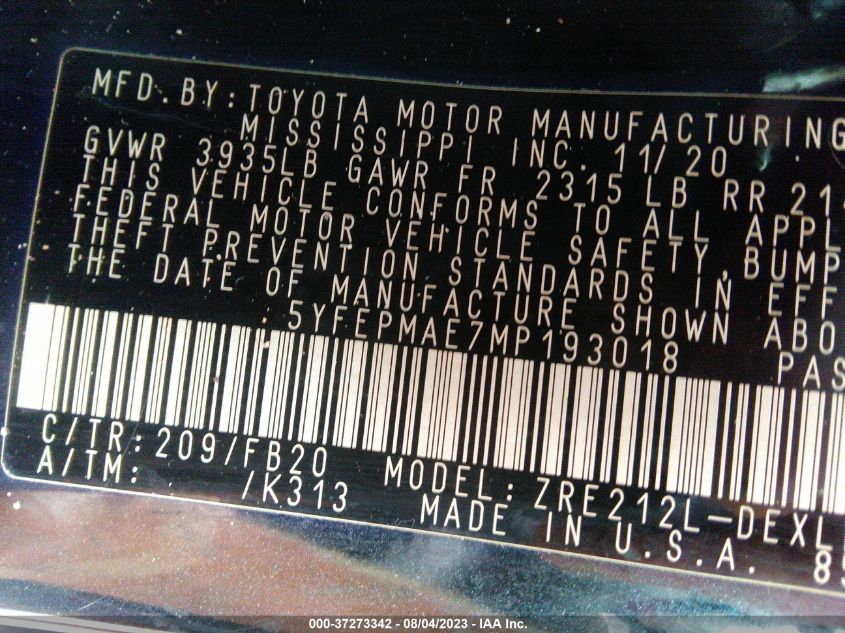 MFD. BY: TOYOTA MOTOR MANUFACTURING
MISSISSIPPI INC. 11/20
GVWR 3935LB GAWR FR 2315 LB RR
THIS VEHICLE CONFORMS TO ALL APPL
FEDERAL MOTOR VEHICLE SAFETY, BUMP
THEFT PREVENTION STANDARDS IN EFF
THE DATE OF MANUFACTURE SHOWN ABO
5YFEPMAE7MP193018 PAS
C/TR: 209/FB20 MODEL: ZRE212L-DEXL
A/TM: /K313 MADE IN U.S.A.
000-37273342 - 08/04/2023 - IAA Inc.